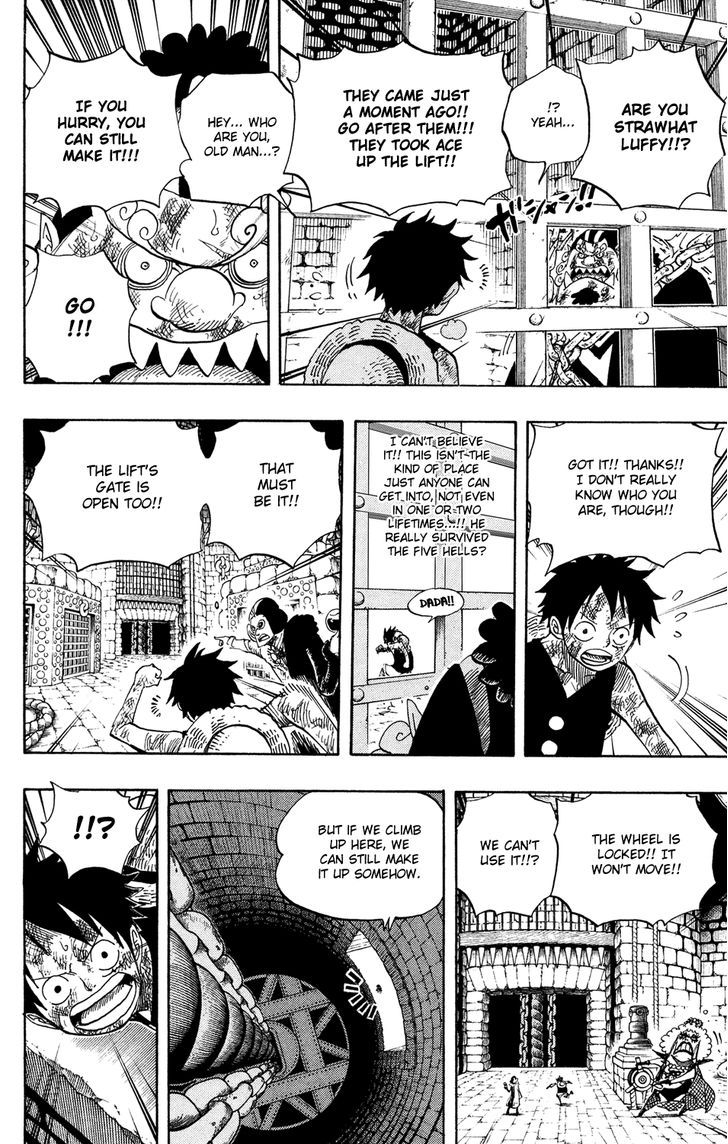 ARE YOU
STRAWHAT
LUFFY!!?
!?
YEAH...
THEY CAME JUST
A MOMENT AGO!!
GO AFTER THEM!!!
THEY TOOK ACE
UP THE LIFT!!
ガシャン!!
HEY... WHO
ARE YOU,
OLD MAN...?
IF YOU
HURRY, YOU
CAN STILL
MAKE IT!!!
GO
!!!
GOT IT!! THANKS!!
I DON'T REALLY
KNOW WHO YOU
ARE, THOUGH!!
I CAN'T BELIEVE
IT!! THIS ISN'T THE
KIND OF PLACE
JUST ANYONE CAN
GET INTO, NOT EVEN
IN ONE OR TWO
LIFETIMES...!! HE
REALLY SURVIVED
THE FIVE HELLS?
DADA!!
THAT
MUST
BE IT!!
THE LIFT'S
GATE IS
OPEN TOO!!
THE WHEEL IS
LOCKED!! IT
WON'T MOVE!!
WE CAN'T
USE IT!!?
BUT IF WE CLIMB
UP HERE, WE
CAN STILL MAKE
IT UP SOMEHOW.
!!?